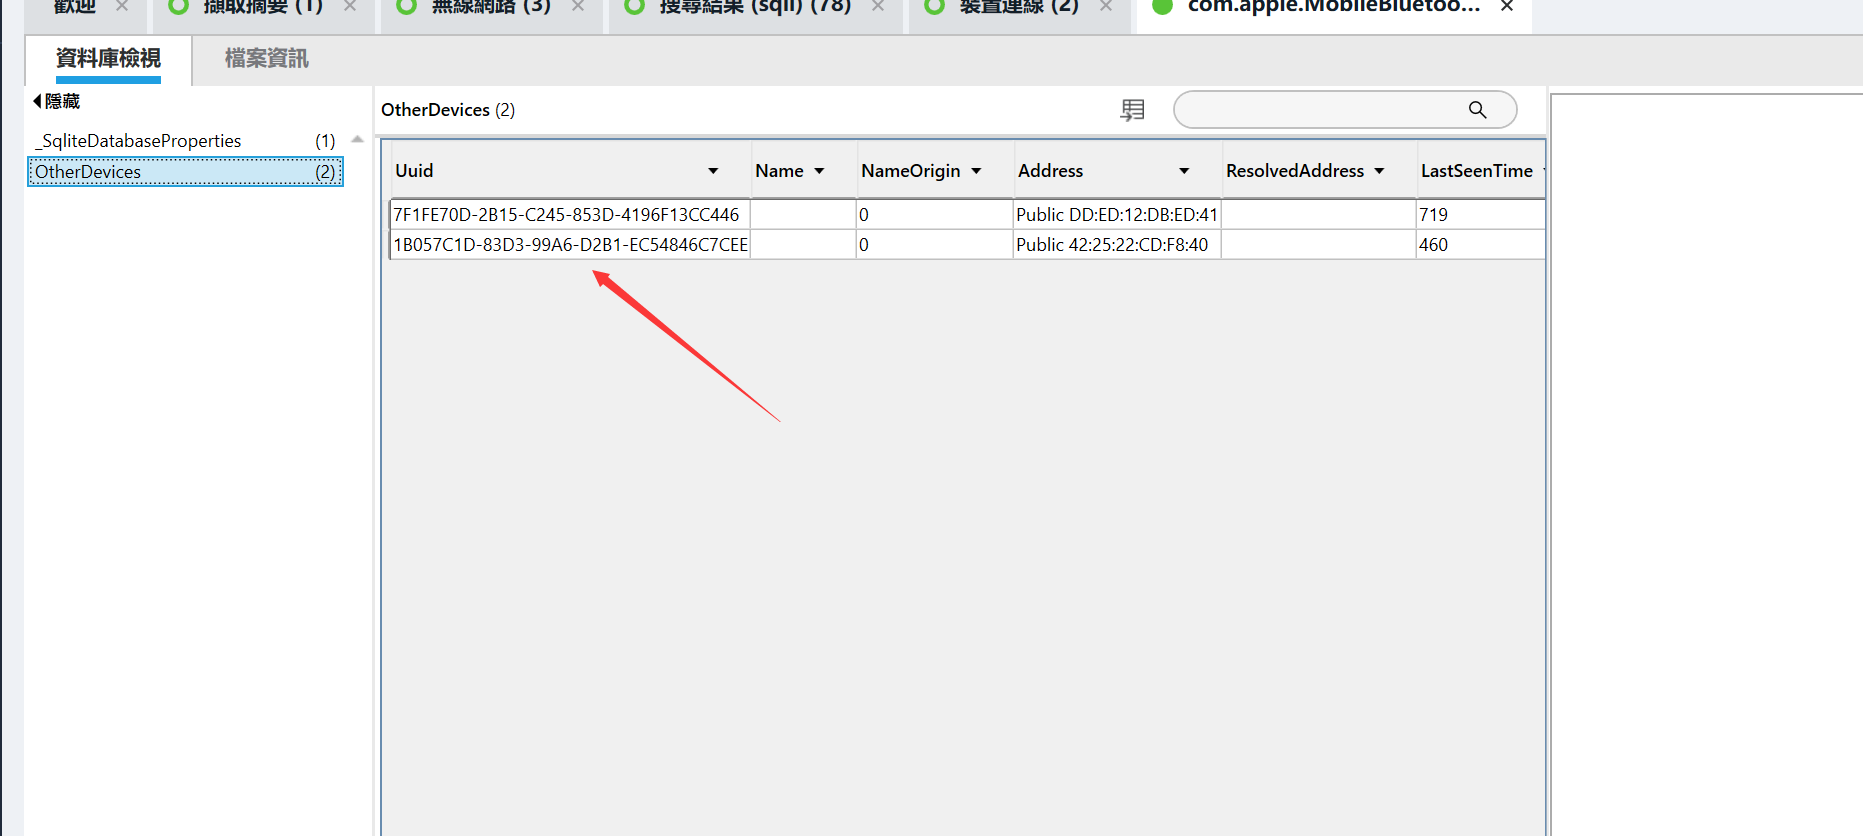 歡迎
擷取摘要 (1)
無線網路 (3)
搜尋結果 (sqli) (78)
裝置連線 (2)
com.apple.MobileBluetoo...
資料庫檢視
檔案資訊
隱藏
_SqliteDatabaseProperties (1)
OtherDevices (2)
OtherDevices (2)
Uuid Name NameOrigin Address ResolvedAddress LastSeenTime
7F1FE70D-2B15-C245-853D-4196F13CC446 0 Public DD:ED:12:DB:ED:41 719
1B057C1D-83D3-99A6-D2B1-EC54846C7CEE 0 Public 42:25:22:CD:F8:40 460